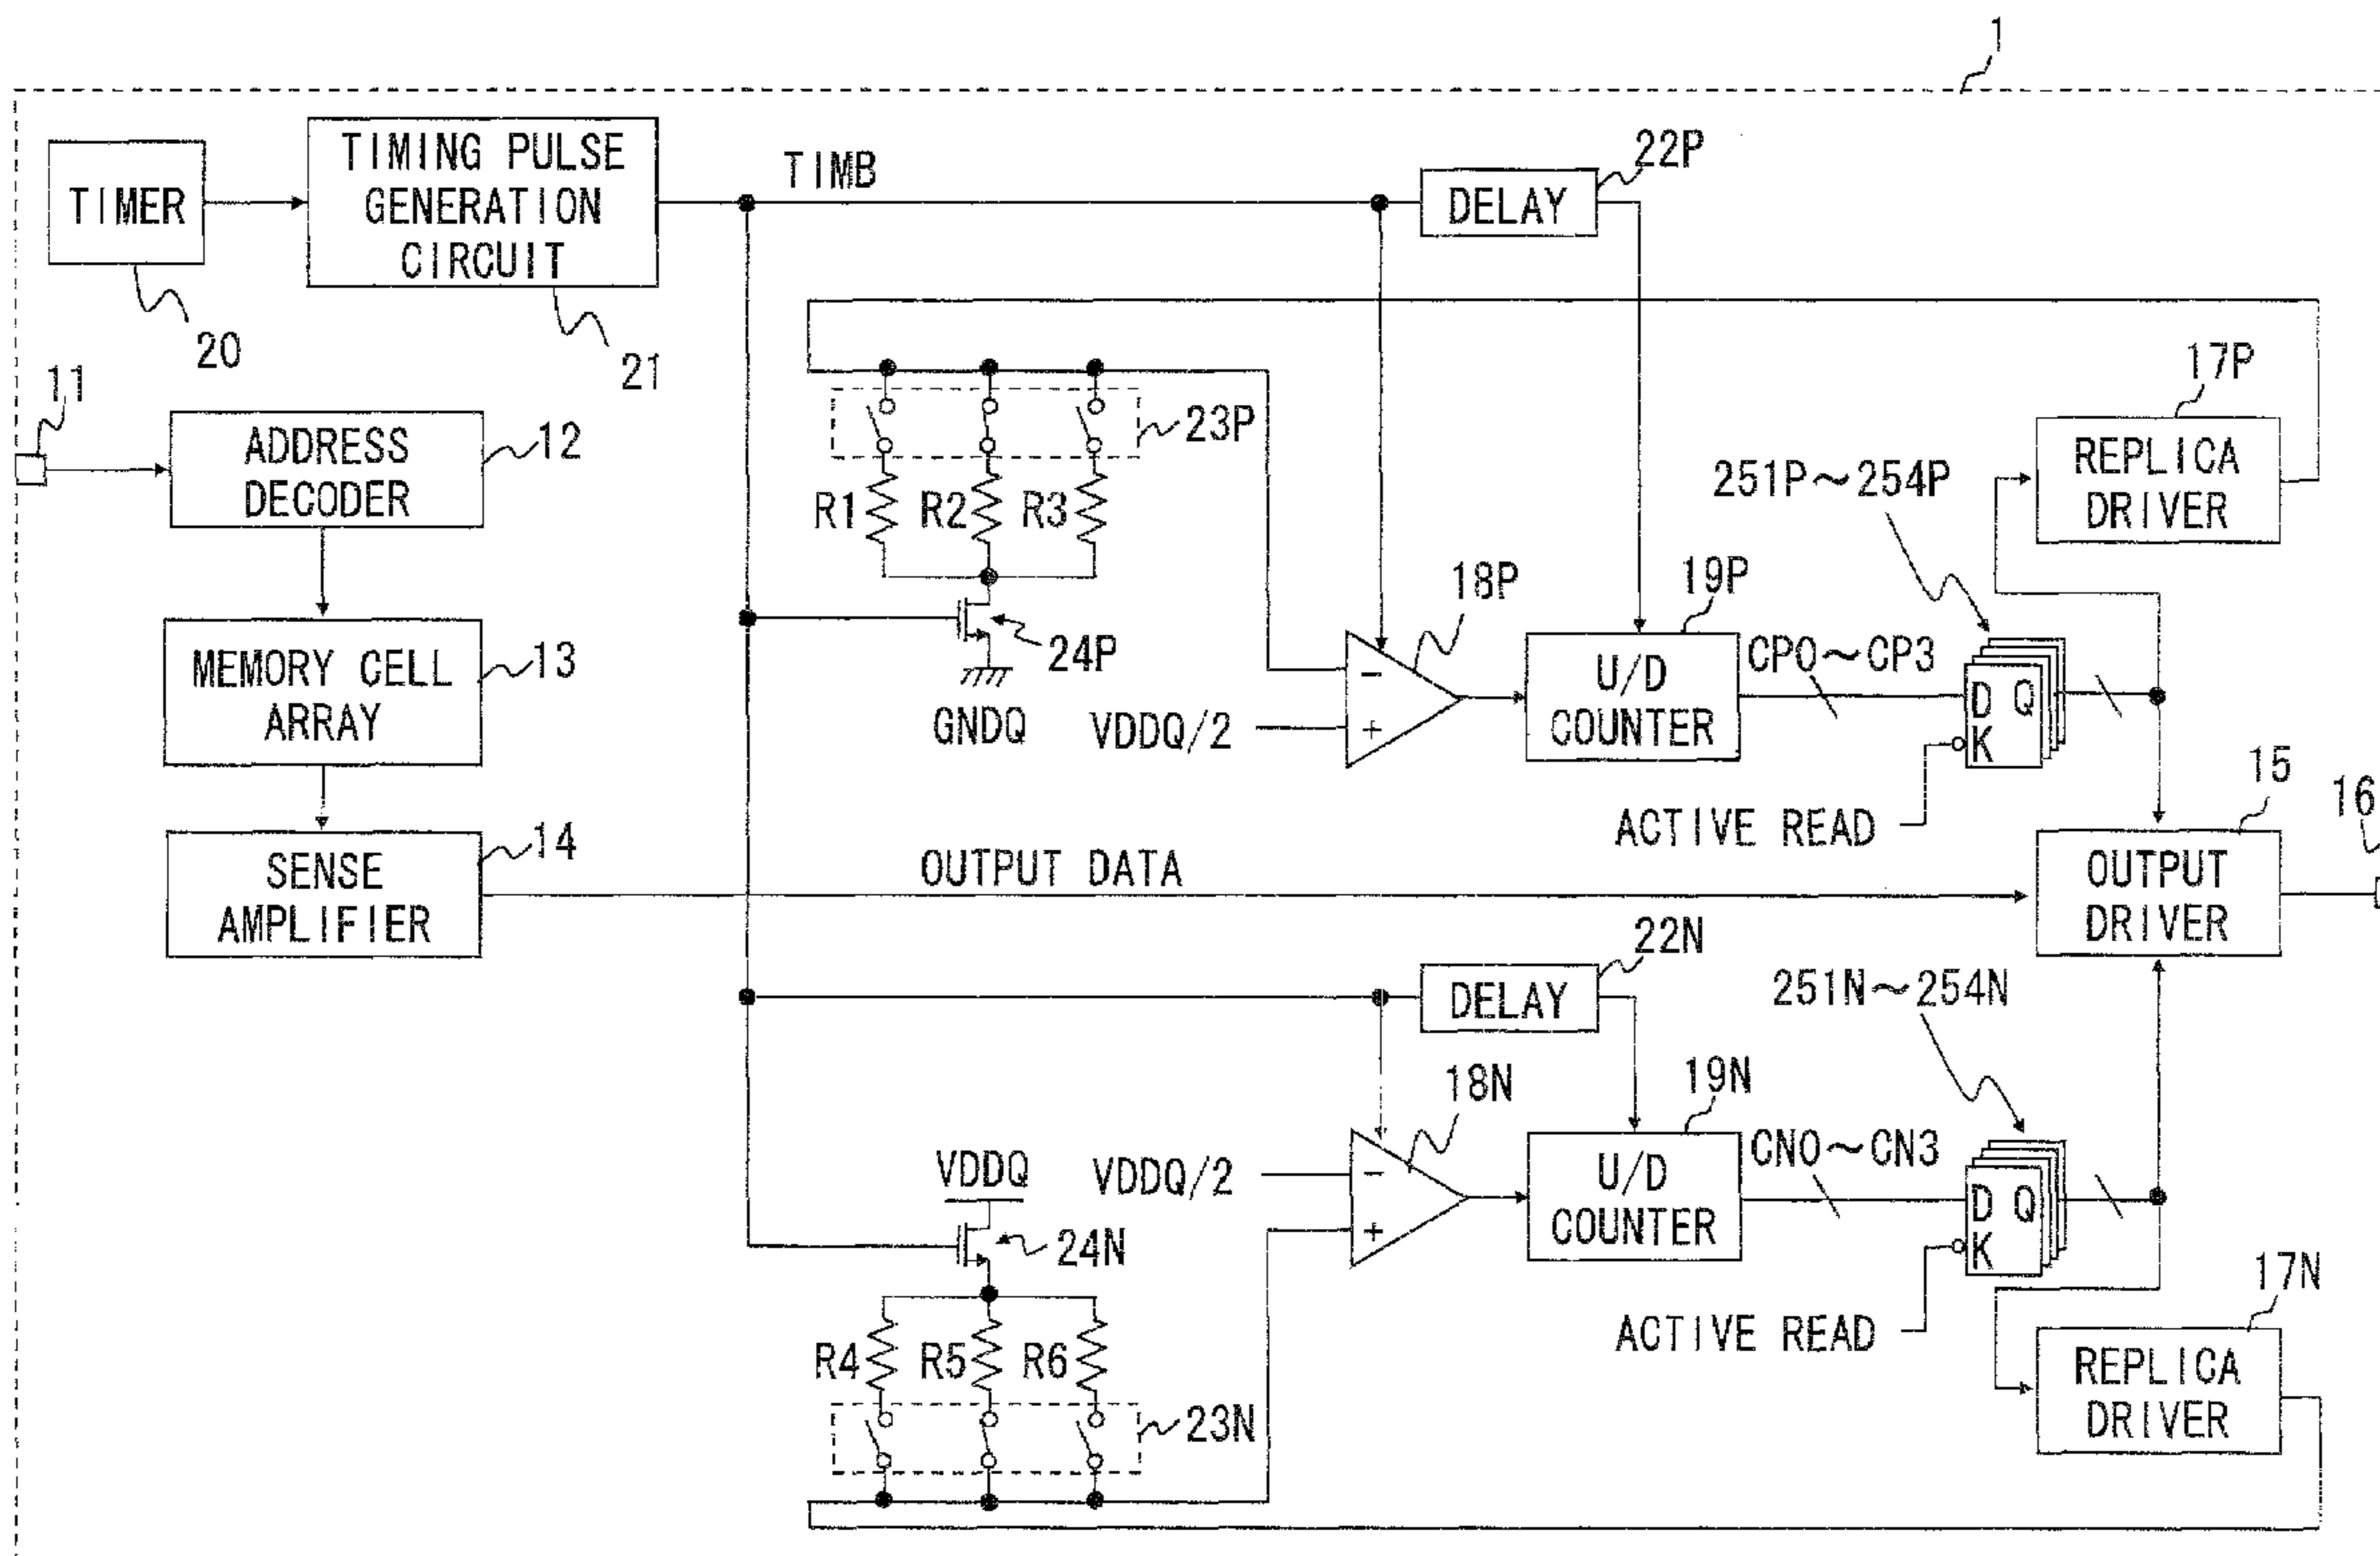 1
TIMER
20
TIMING PULSE
GENERATION
CIRCUIT
21
TIMB
DELAY
22P
11
ADDRESS
DECODER
12
MEMORY CELL
ARRAY
13
SENSE
AMPLIFIER
14
23P
R1
R2
R3
24P
GNDQ
VDDQ/2
-
+
18P
U/D
COUNTER
19P
CP0~CP3
251P~254P
D Q
K
ACTIVE READ
17P
REPLICA
DRIVER
OUTPUT DATA
OUTPUT
DRIVER
15
16
DELAY
22N
VDDQ
24N
R4
R5
R6
23N
VDDQ/2
-
+
18N
U/D
COUNTER
19N
CN0~CN3
251N~254N
D Q
K
ACTIVE READ
17N
REPLICA
DRIVER